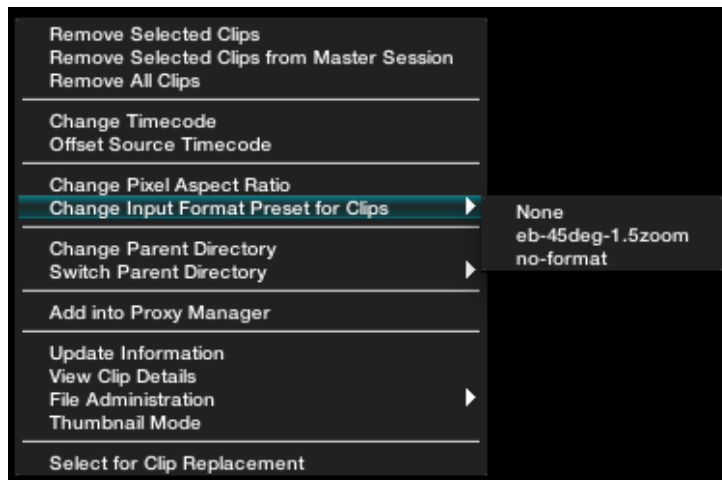 Remove Selected Clips
Remove Selected Clips from Master Session
Remove All Clips
Change Timecode
Offset Source Timecode
Change Pixel Aspect Ratio
Change Input Format Preset for Clips
None
eb-45deg-1.5zoom
no-format
Change Parent Directory
Switch Parent Directory
Add into Proxy Manager
Update Information
View Clip Details
File Administration
Thumbnail Mode
Select for Clip Replacement